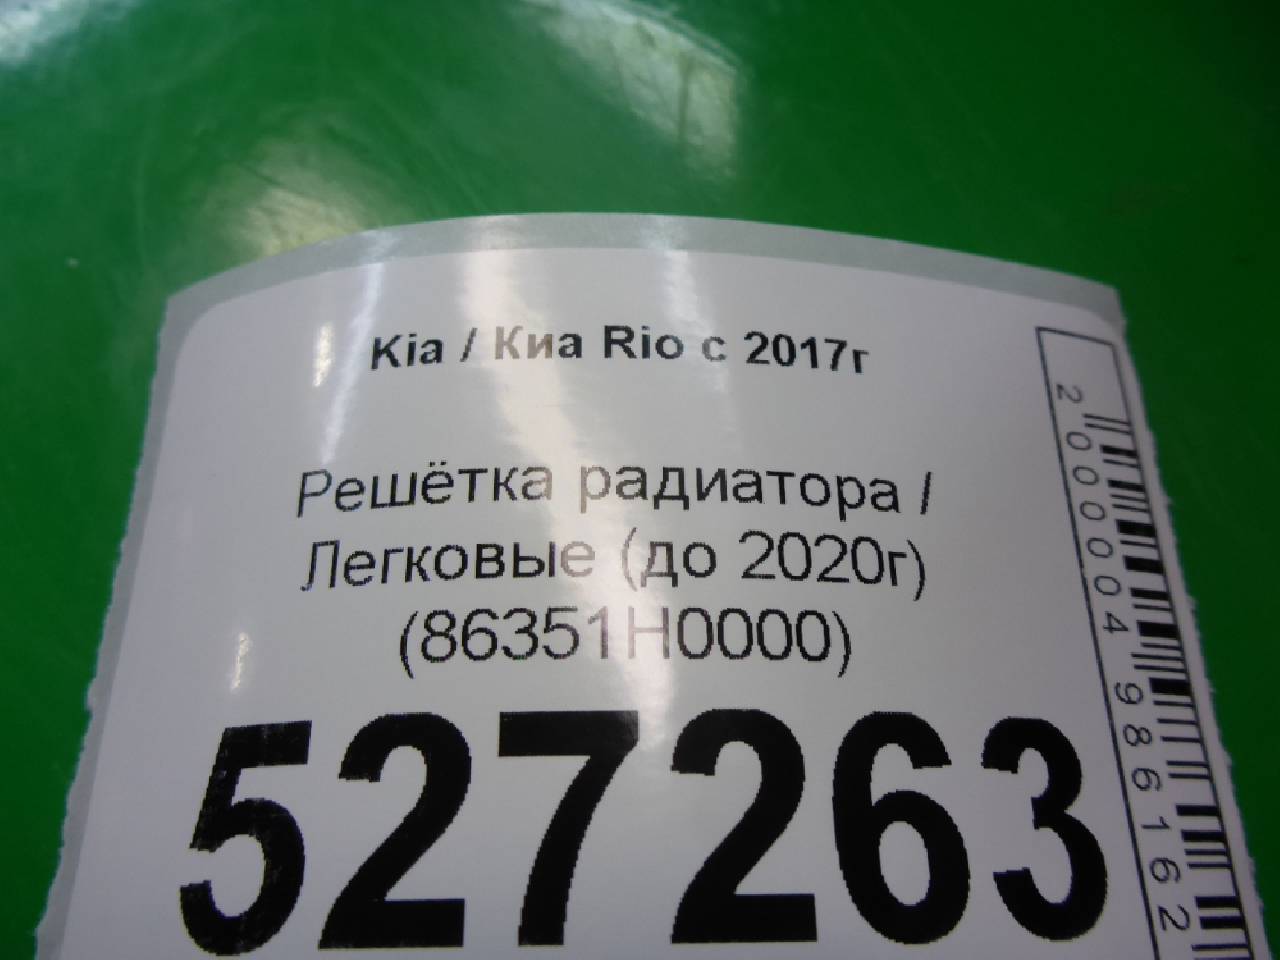 Kia / Киа Rio с 2017г
Решётка радиатора /
Легковые (до 2020г)
(86351H0000)
527263
2000004986162